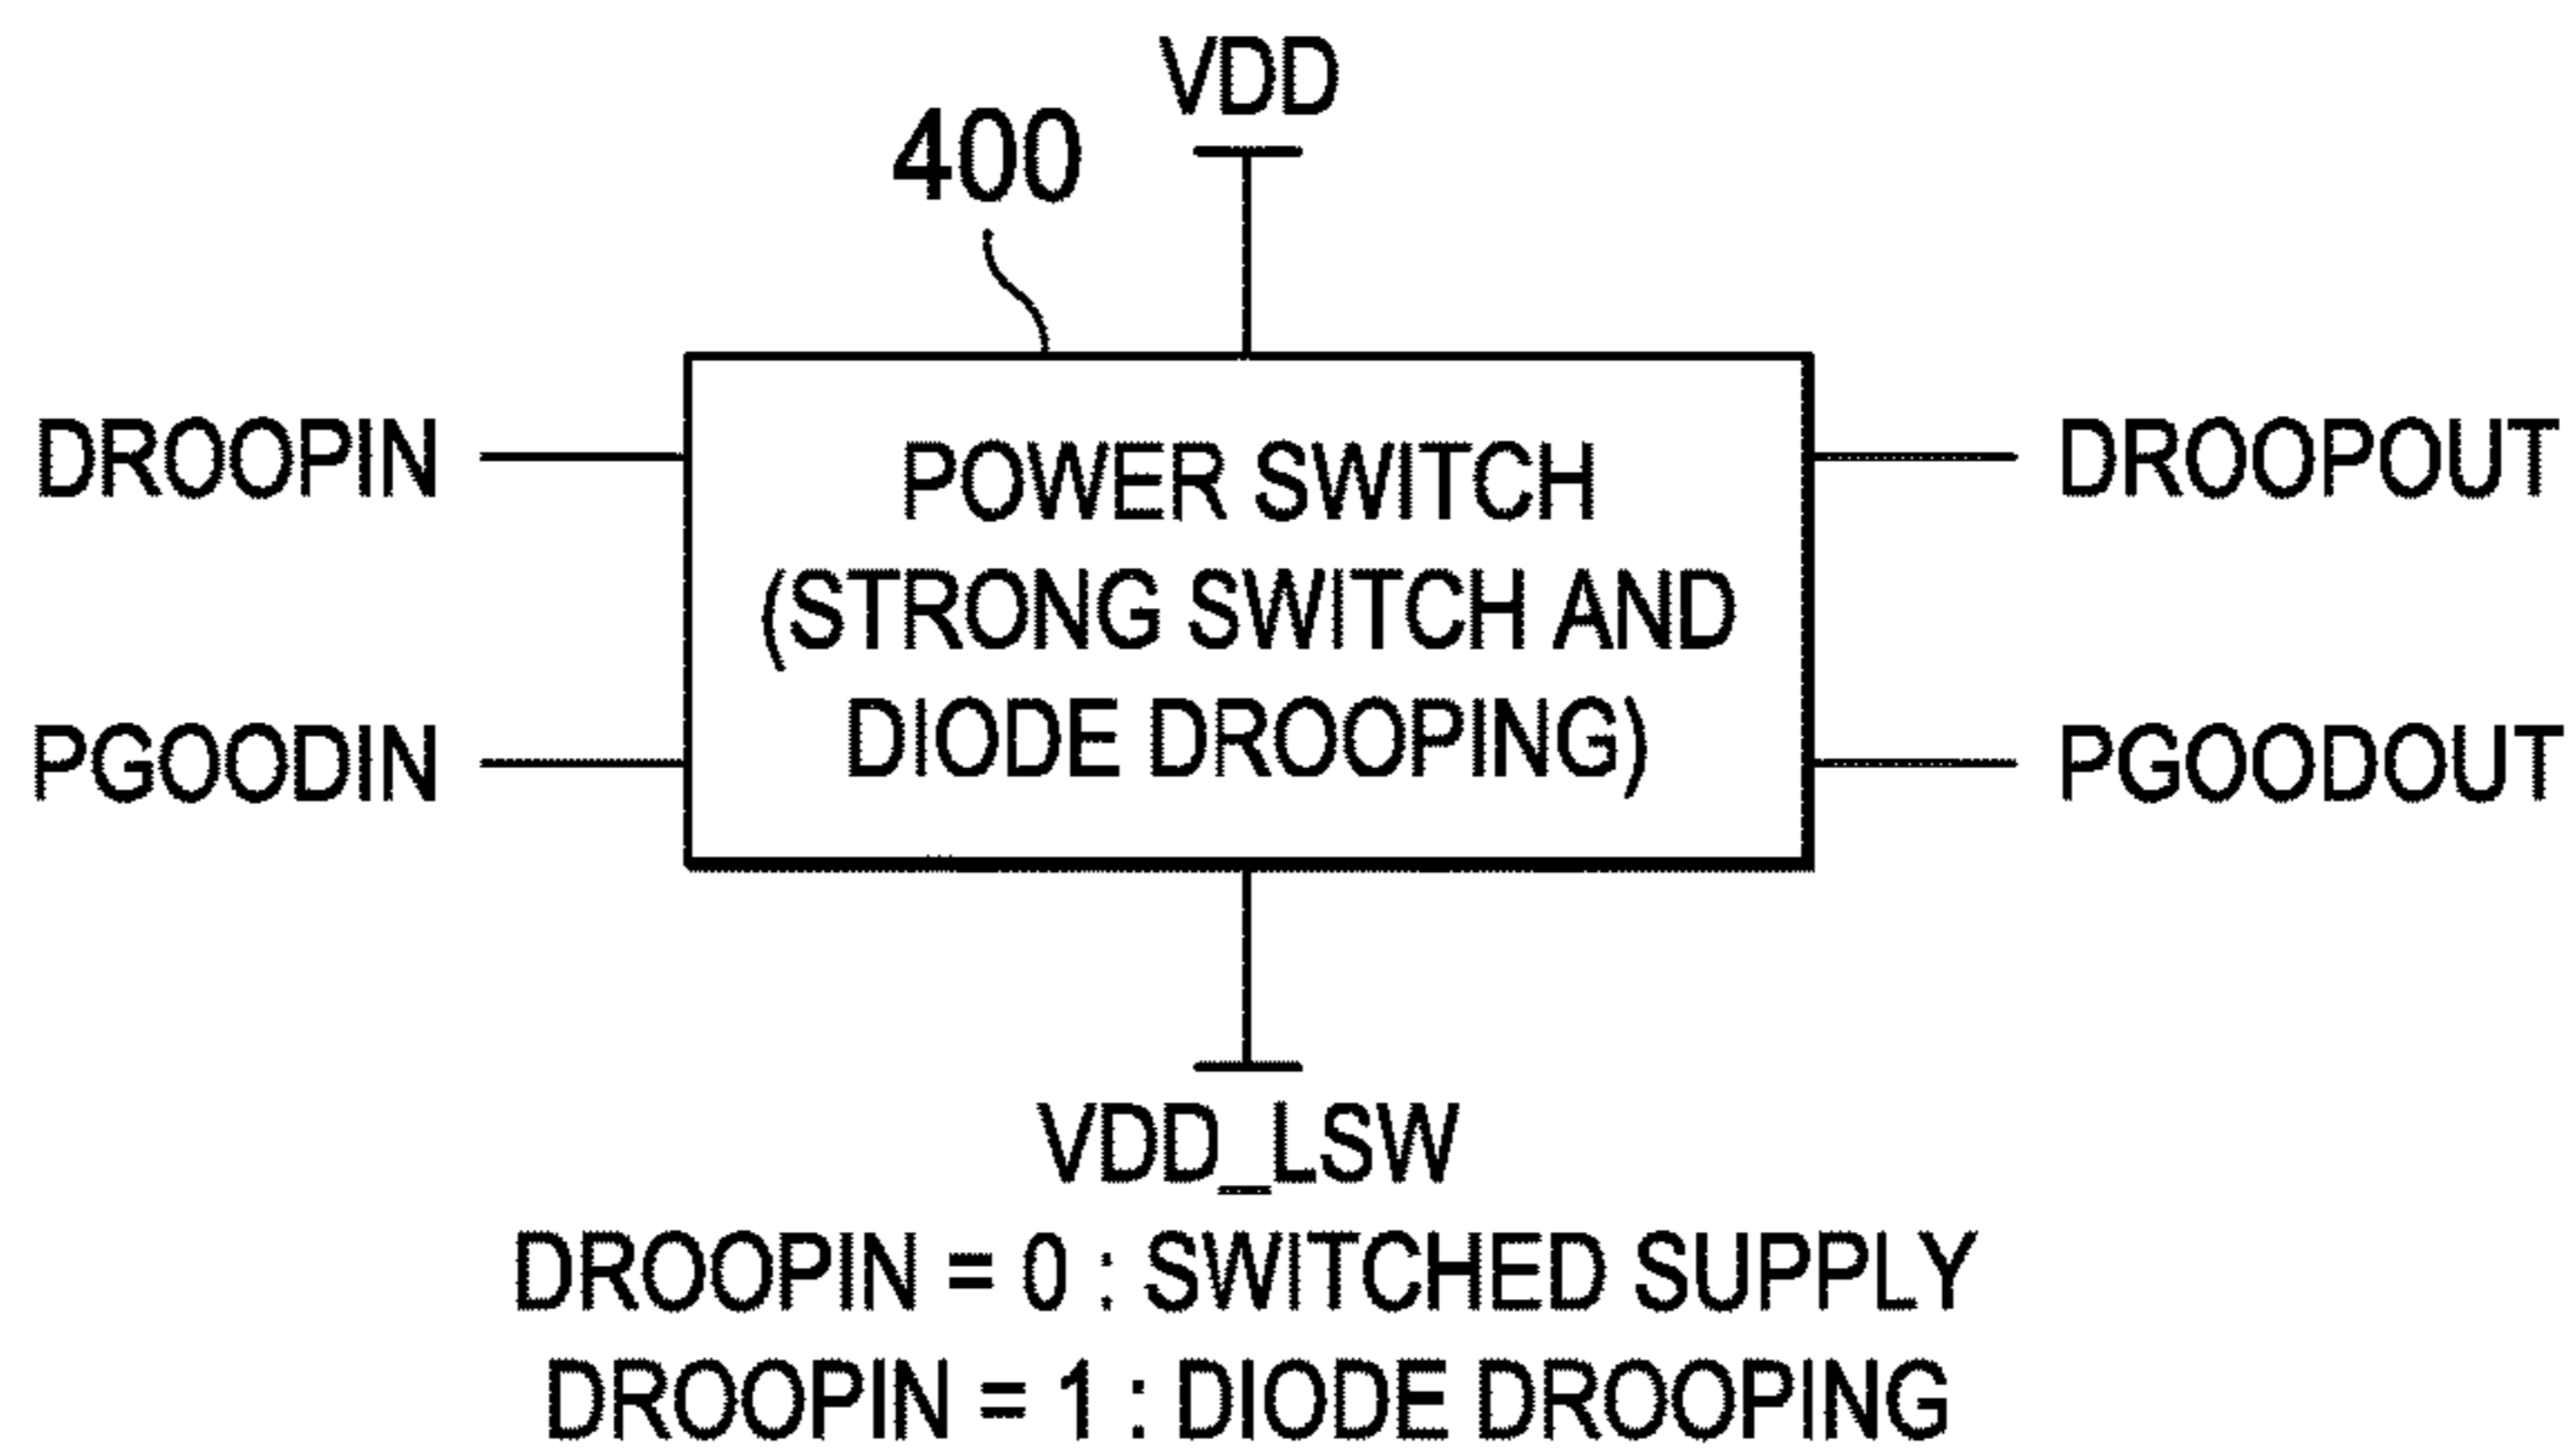 VDD
400
DROOPIN
DROOPOUT
POWER SWITCH
(STRONG SWITCH AND
DIODE DROOPING)
PGOODIN
PGOODOUT
VDD_LSW
DROOPIN = 0 : SWITCHED SUPPLY
DROOPIN = 1 : DIODE DROOPING